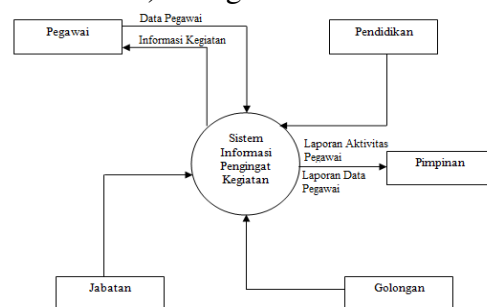 Data Pegawai
Pegawai
Pendidikan
Informasi Kegiatan
Sistem
Informasi
Pengingat
Kegiatan
Laporan Aktivitas
Pegawai
Laporan Data
Pegawai
Pimpinan
Jabatan
Golongan